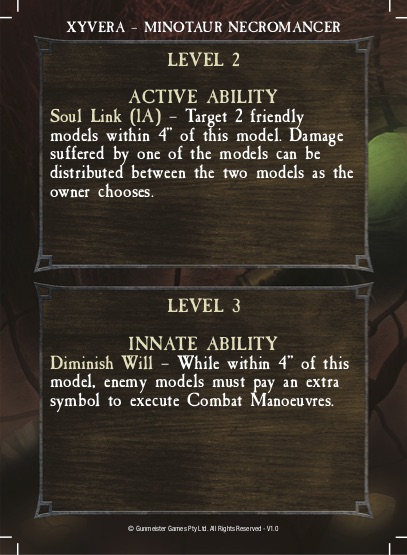 XYVERA – MINOTAUR NECROMANCER
LEVEL 2
ACTIVE ABILITY
Soul Link (1A) – Target 2 friendly
models within 4" of this model. Damage
suffered by one of the models can be
distributed between the two models as the
owner chooses.
LEVEL 3
INNATE ABILITY
Diminish Will – While within 4" of this
model, enemy models must pay an extra
symbol to execute Combat Manoeuvres.
© Gunmeister Games Pty Ltd. All Rights Reserved - V1.0